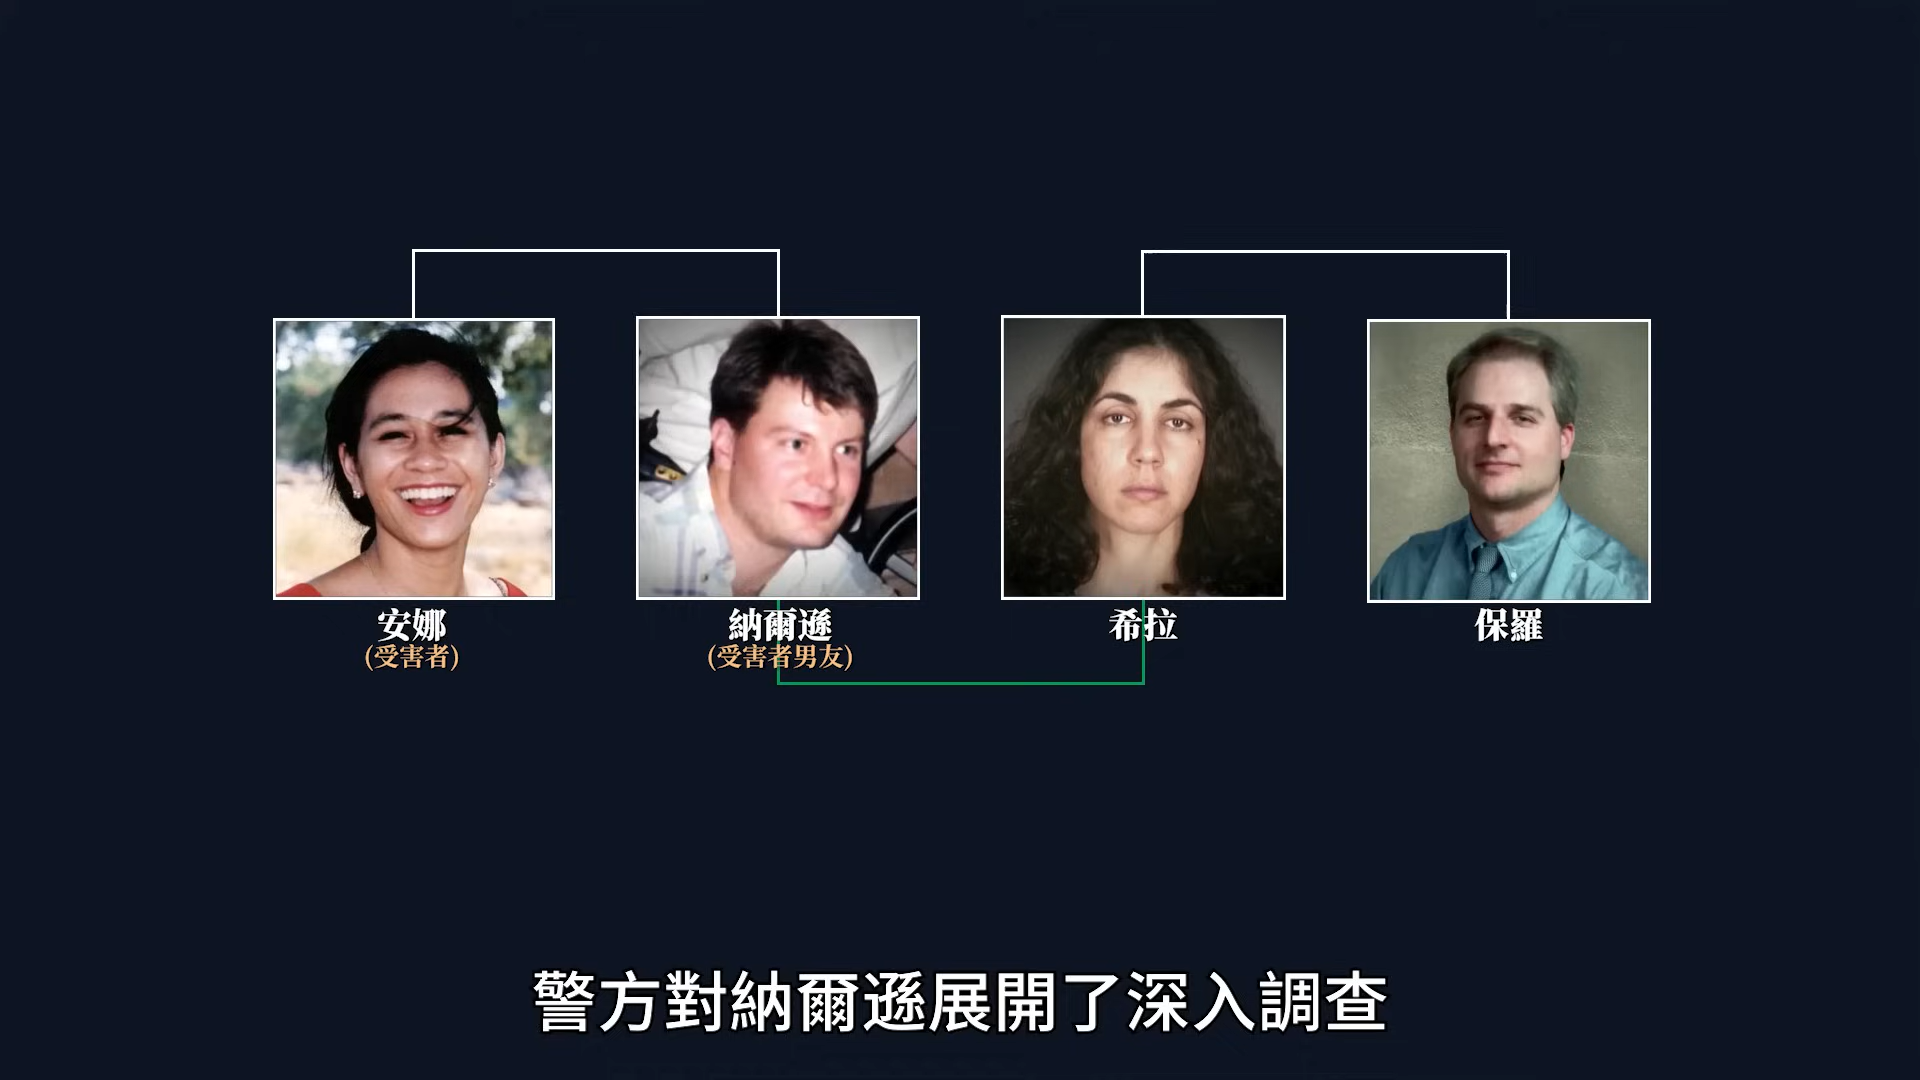 安娜
(受害者)
納爾遜
(受害者男友)
希拉
保羅
警方對納爾遜展開了深入調查